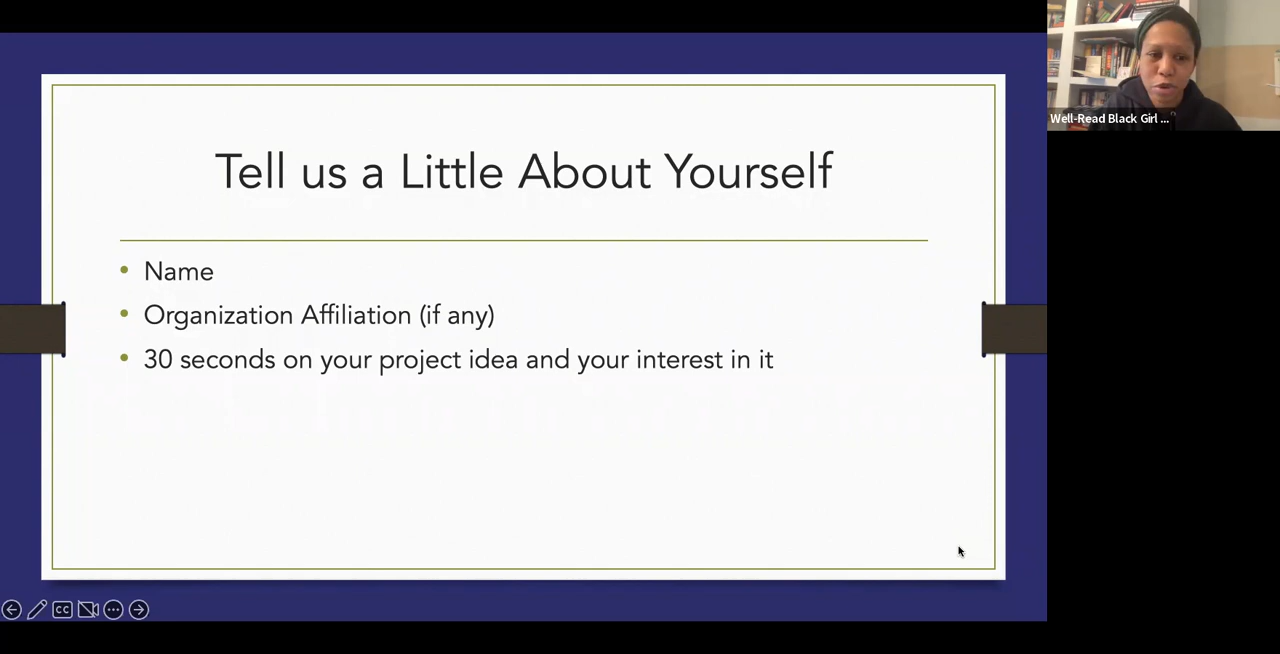 Tell us a Little About Yourself
Name
Organization Affiliation (if any)
30 seconds on your project idea and your interest in it
Well-Read Black Girl ...
CC